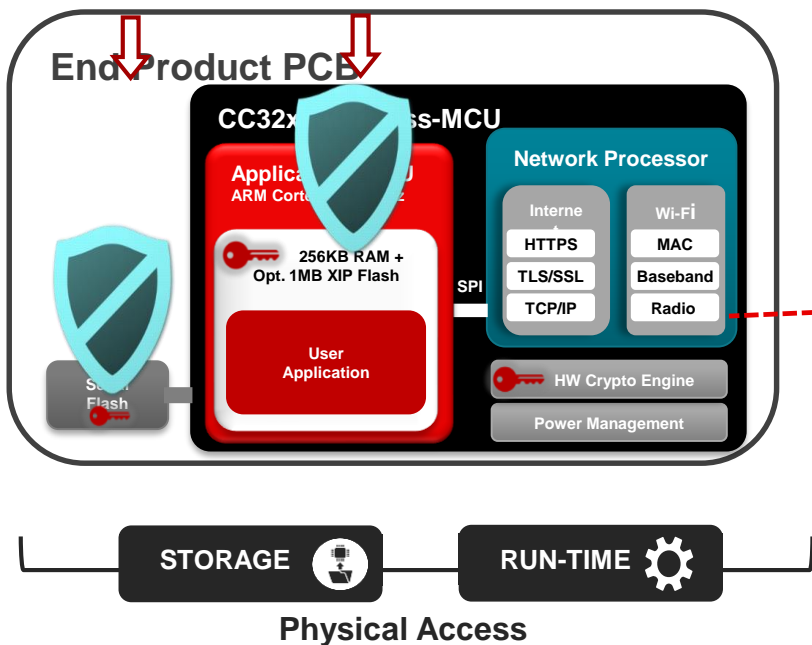 End Product PCB
CC32x ss-MCU
Applica U
ARM Corte z
256KB RAM +
Opt. 1MB XIP Flash
User
Application
SPI
Network Processor
Interne
HTTPS
TLS/SSL
TCP/IP
Wi-Fi
MAC
Baseband
Radio
HW Crypto Engine
Power Management
Flash
STORAGE
RUN-TIME
Physical Access